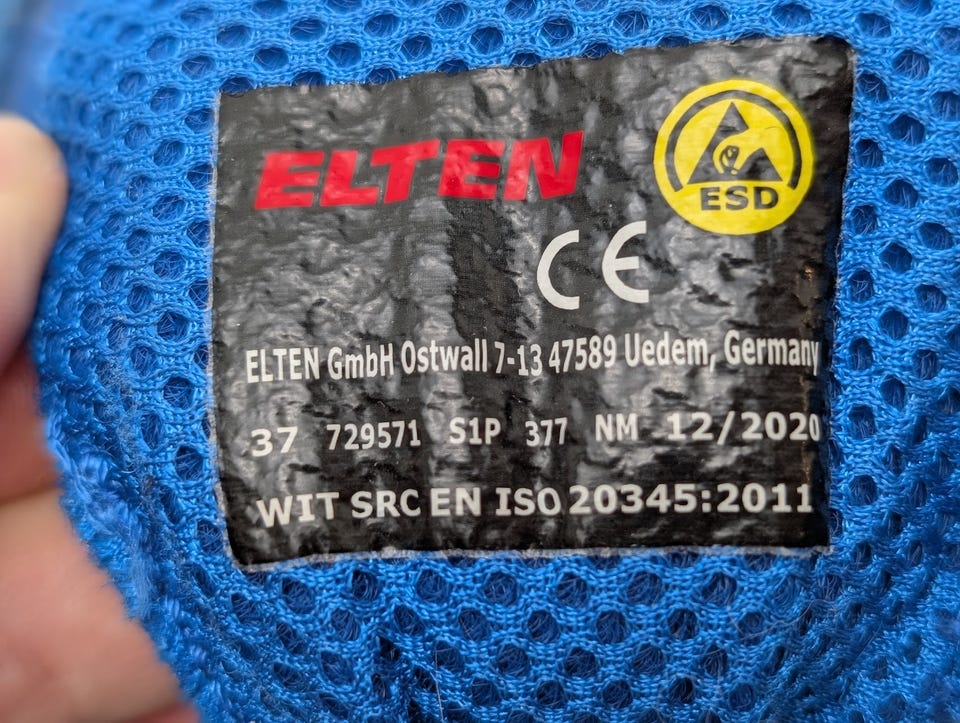 ELTEN
ESD
CE
ELTEN GmbH Ostwall 7-13 47589 Uedem, Germany
37 729571 S1P 377 NM 12/2020
WIT SRC EN ISO 20345:2011